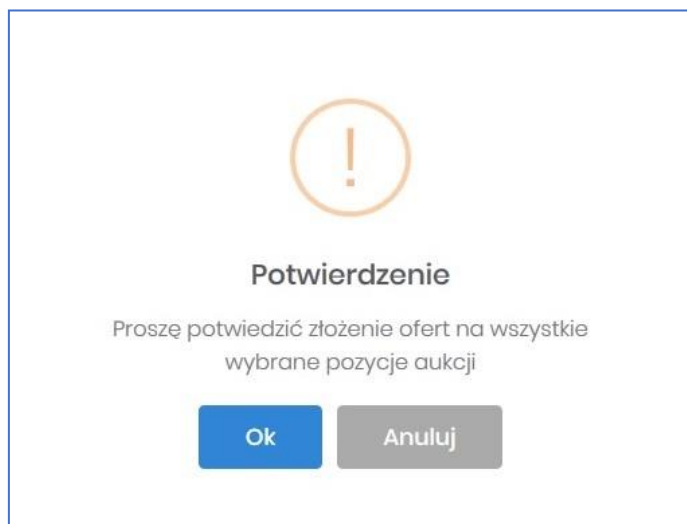 !
Potwierdzenie
Proszę potwiedzić złożenie ofert na wszystkie
wybrane pozycje aukcji
Ok
Anuluj